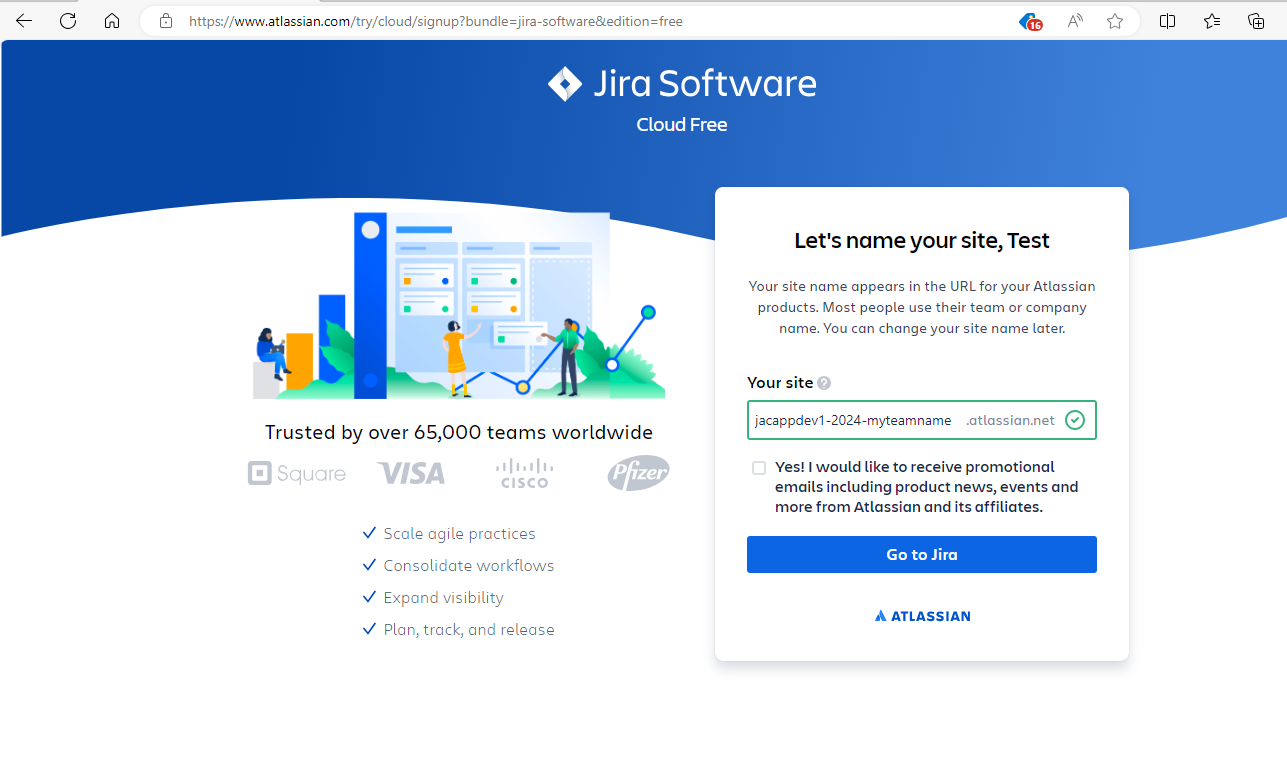 https://www.atlassian.com/try/cloud/signup?bundle=jira-software&edition=free
16
A
Jira Software
Cloud Free
Let's name your site, Test
Your site name appears in the URL for your Atlassian
products. Most people use their team or company
name. You can change your site name later.
Your site ?
jacappdev1-2024-myteamname .atlassian.net
Yes! I would like to receive promotional
emails including product news, events and
more from Atlassian and its affiliates.
Go to Jira
ATLASSIAN
Trusted by over 65,000 teams worldwide
Square VISA CISCO Pfizer
Scale agile practices
Consolidate workflows
Expand visibility
Plan, track, and release